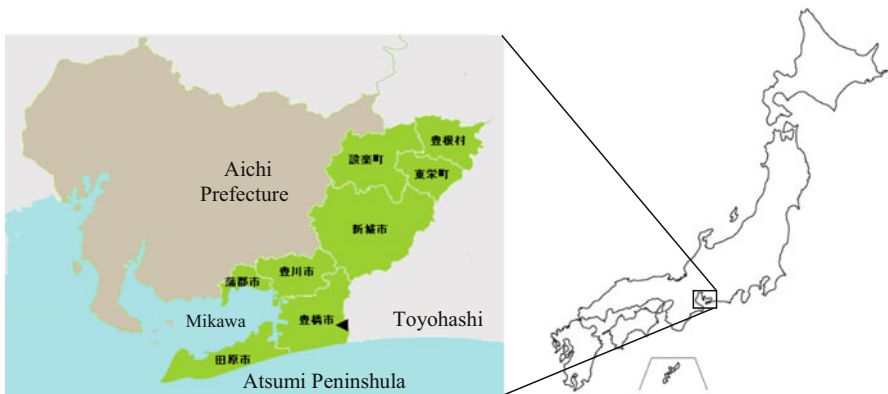 豊根村
設楽町
東栄町
Aichi
Prefecture
新城市
豊川市
蒲郡市
Mikawa
豊橋市
Toyohashi
田原市
Atsumi Peninshula